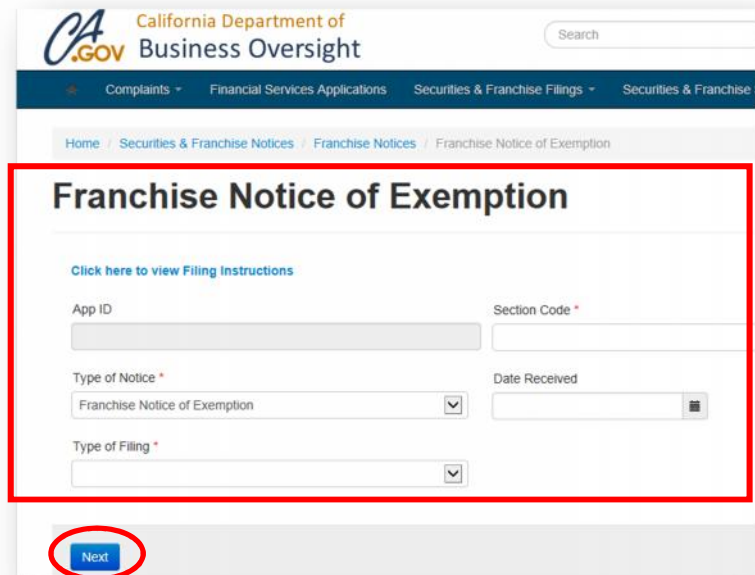 CA
.GOV
California Department of
Business Oversight
Search
Complaints Financial Services Applications Securities & Franchise Filings Securities & Franchise
Home / Securities & Franchise Notices / Franchise Notices / Franchise Notice of Exemption
Franchise Notice of Exemption
Click here to view Filing Instructions
App ID Section Code *
Type of Notice * Date Received
Franchise Notice of Exemption
Type of Filing *
Next